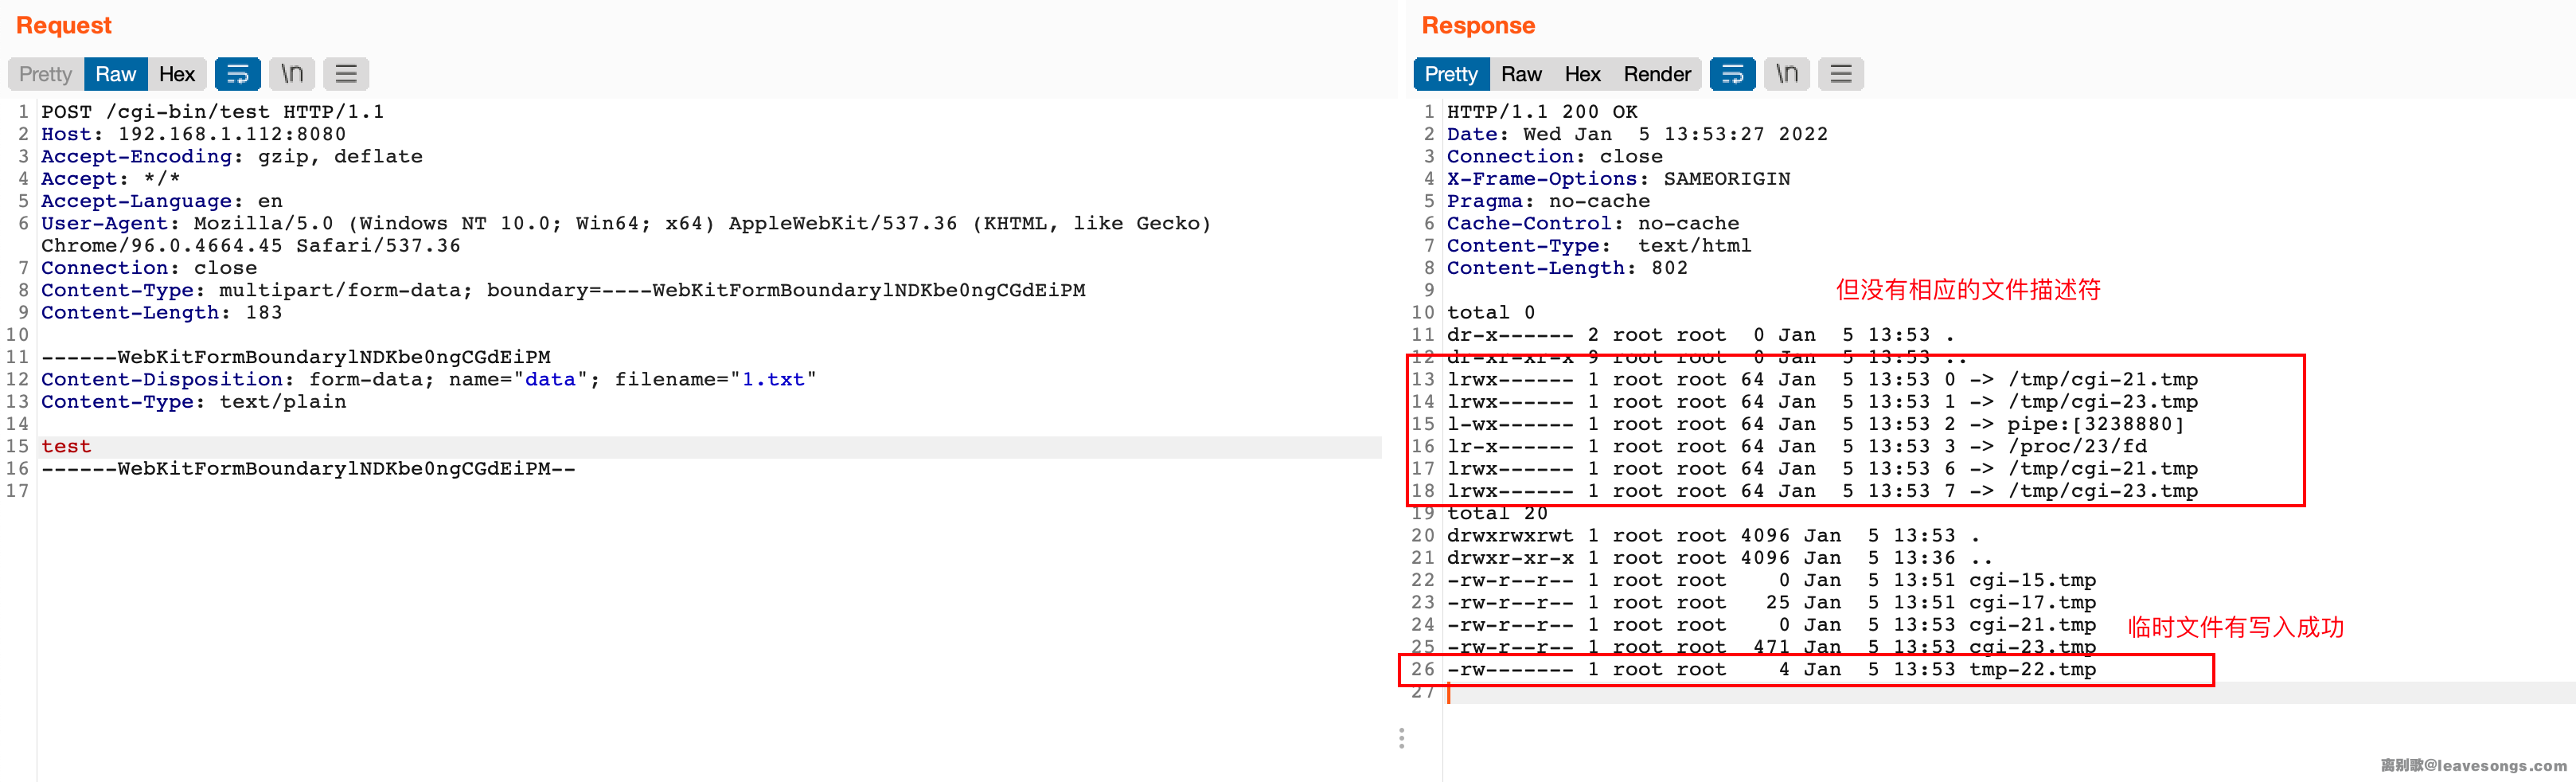 Request
Pretty Raw Hex \n
1 POST /cgi-bin/test HTTP/1.1
2 Host: 192.168.1.112:8080
3 Accept-Encoding: gzip, deflate
4 Accept: */*
5 Accept-Language: en
6 User-Agent: Mozilla/5.0 (Windows NT 10.0; Win64; x64) AppleWebKit/537.36 (KHTML, like Gecko)
Chrome/96.0.4664.45 Safari/537.36
7 Connection: close
8 Content-Type: multipart/form-data; boundary=----WebKitFormBoundarylNDKbe0ngCGdEiPM
9 Content-Length: 183
10
11 ------WebKitFormBoundarylNDKbe0ngCGdEiPM
12 Content-Disposition: form-data; name="data"; filename="1.txt"
13 Content-Type: text/plain
14
15 test
16 ------WebKitFormBoundarylNDKbe0ngCGdEiPM--
17
Response
Pretty Raw Hex Render \n
1 HTTP/1.1 200 OK
2 Date: Wed Jan  5 13:53:27 2022
3 Connection: close
4 X-Frame-Options: SAMEORIGIN
5 Pragma: no-cache
6 Cache-Control: no-cache
7 Content-Type:  text/html
8 Content-Length: 802
9
但没有相应的文件描述符
10 total 0
11 dr-x------ 2 root root  0 Jan  5 13:53 .
12 dr-xr-xr-x 9 root root  0 Jan  5 13:53 ..
13 lrwx------ 1 root root 64 Jan  5 13:53 0 -> /tmp/cgi-21.tmp
14 lrwx------ 1 root root 64 Jan  5 13:53 1 -> /tmp/cgi-23.tmp
15 l-wx------ 1 root root 64 Jan  5 13:53 2 -> pipe:[3238880]
16 lr-x------ 1 root root 64 Jan  5 13:53 3 -> /proc/23/fd
17 lrwx------ 1 root root 64 Jan  5 13:53 6 -> /tmp/cgi-21.tmp
18 lrwx------ 1 root root 64 Jan  5 13:53 7 -> /tmp/cgi-23.tmp
19 total 20
20 drwxrwxrwt 1 root root 4096 Jan  5 13:53 .
21 drwxr-xr-x 1 root root 4096 Jan  5 13:36 ..
22 -rw-r--r-- 1 root root    0 Jan  5 13:51 cgi-15.tmp
23 -rw-r--r-- 1 root root   25 Jan  5 13:51 cgi-17.tmp
24 -rw-r--r-- 1 root root    0 Jan  5 13:53 cgi-21.tmp
临时文件有写入成功
25 -rw-r--r-- 1 root root  471 Jan  5 13:53 cgi-23.tmp
26 -rw------- 1 root root    4 Jan  5 13:53 tmp-22.tmp
27
离别歌@leavesongs.com